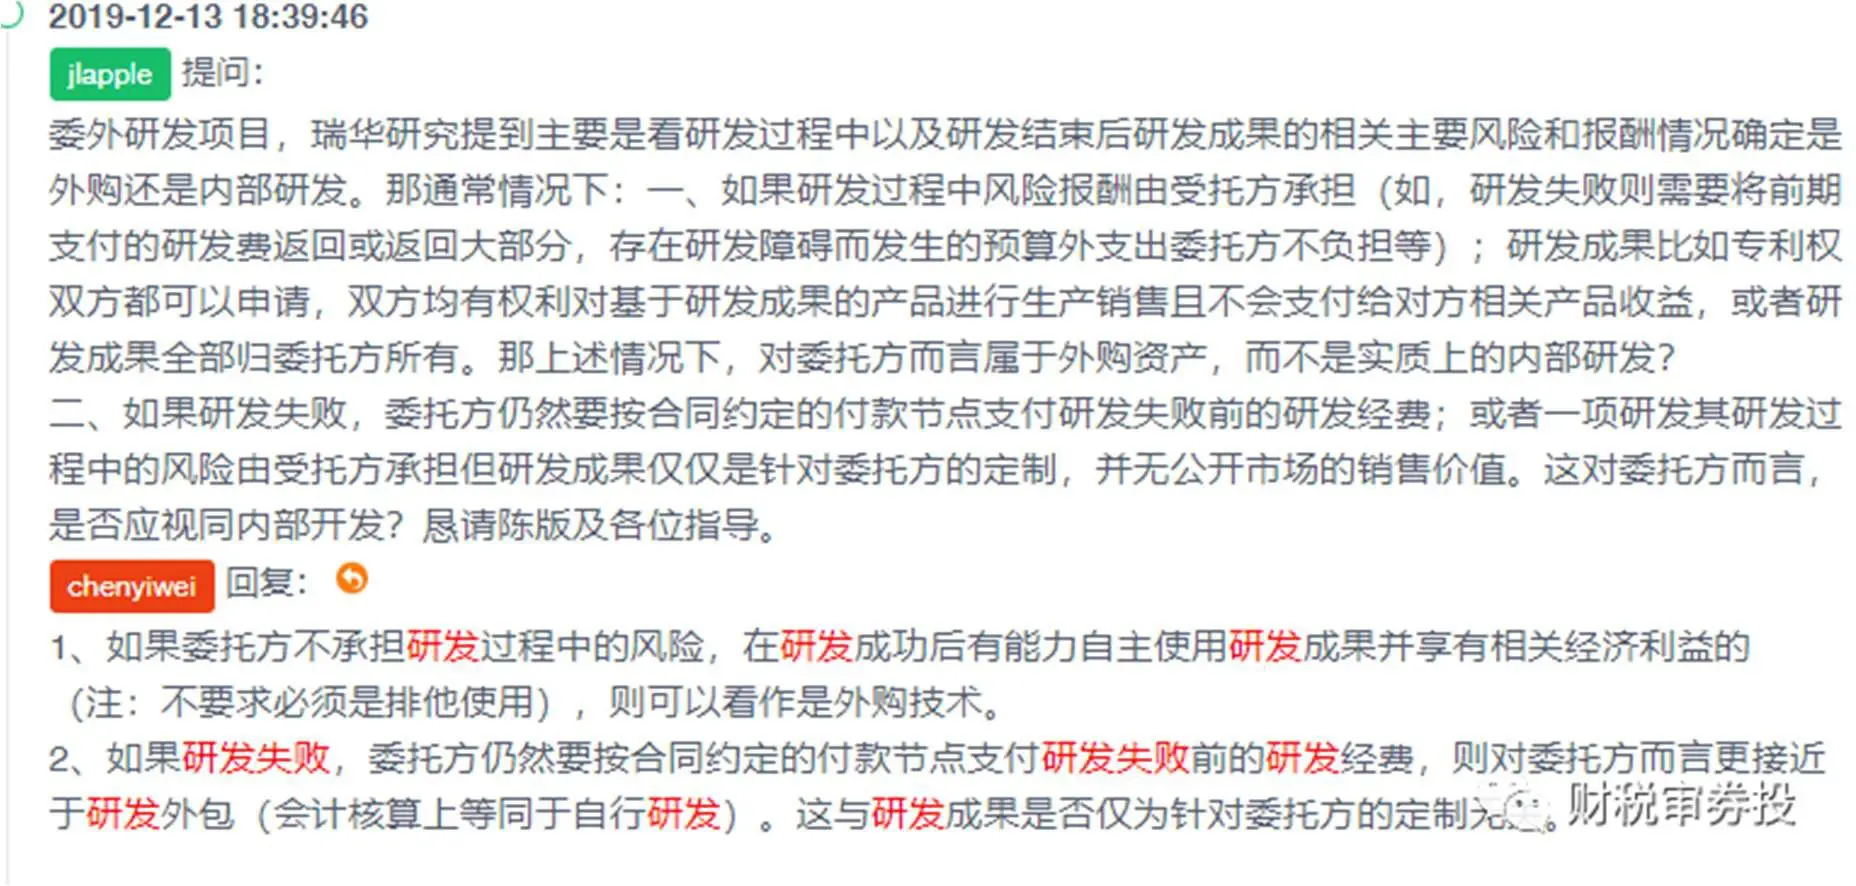 2019-12-13 18:39:46
jlapple 提问：
委外研发项目，瑞华研究提到主要是看研发过程中以及研发结束后研发成果的相关主要风险和报酬情况确定是
外购还是内部研发。那通常情况下：一、如果研发过程中风险报酬由受托方承担（如，研发失败则需要将前期
支付的研发费返回或返回大部分，存在研发障碍而发生的预算外支出委托方不负担等）；研发成果比如专利权
双方都可以申请，双方均有权利对基于研发成果的产品进行生产销售且不会支付给对方相关产品收益，或者研
发成果全部归委托方所有。那上述情况下，对委托方而言属于外购资产，而不是实质上的内部研发？
二、如果研发失败，委托方仍然要按合同约定的付款节点支付研发失败前的研发经费；或者一项研发其研发过
程中的风险由受托方承担但研发成果仅仅是针对委托方的定制，并无公开市场的销售价值。这对委托方而言，
是否应视同内部开发？恳请陈版及各位指导。
chenyiwei 回复：
1、如果委托方不承担研发过程中的风险，在研发成功后有能力自主使用研发成果并享有相关经济利益的
（注：不要求必须是排他使用），则可以看作是外购技术。
2、如果研发失败，委托方仍然要按合同约定的付款节点支付研发失败前的研发经费，则对委托方而言更接近
于研发外包（会计核算上等同于自行研发）。这与研发成果是否仅为针对委托方的定制无。
财税审券投